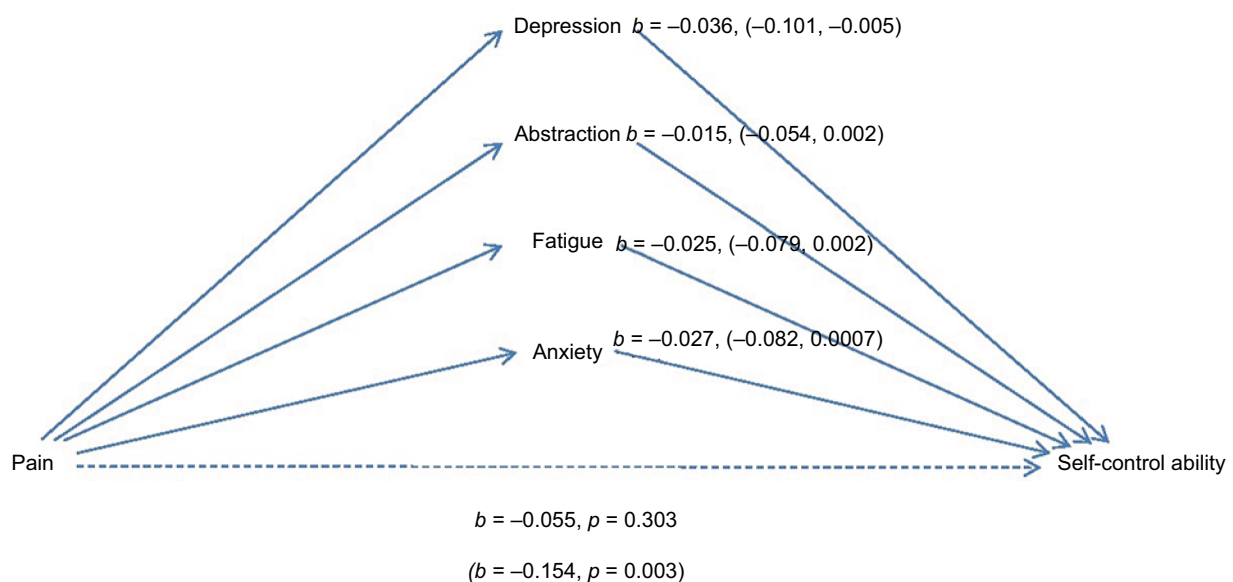 Depression b = –0.036, (–0.101, –0.005)
Abstraction b = –0.015, (–0.054, 0.002)
Fatigue b = –0.025, (–0.079, 0.002)
Anxiety b = –0.027, (–0.082, 0.0007)
Pain
Self-control ability
b = –0.055, p = 0.303
(b = –0.154, p = 0.003)